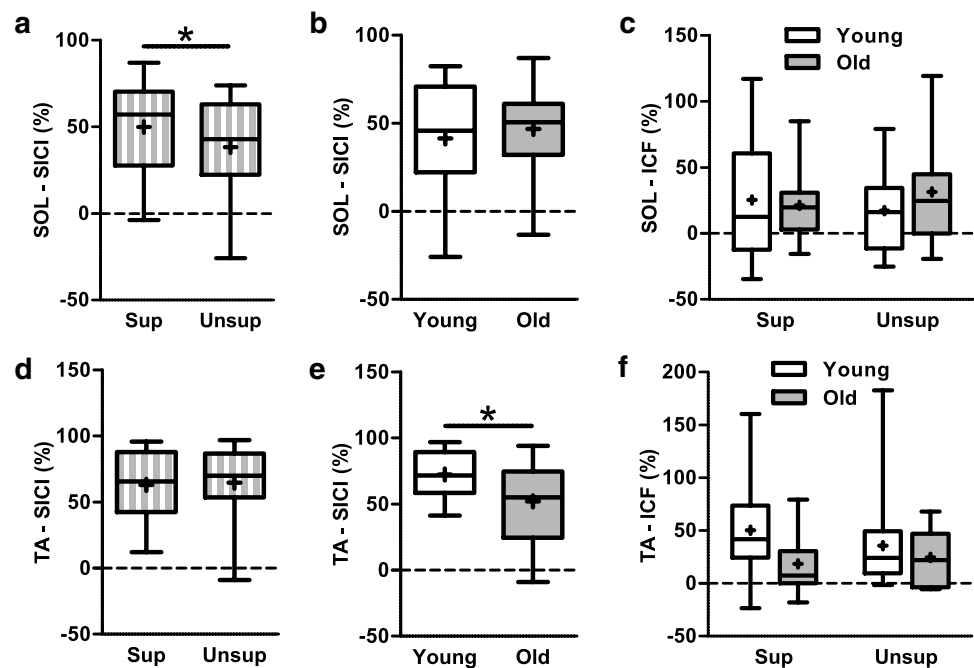 a
b
c
SOL - SICI (%)
100
50
0
-50
*
Sup Unsup
SOL - SICI (%)
100
50
0
-50
Young Old
SOL - ICF (%)
150
100
50
0
-50
Young
Old
Sup Unsup
d
e
f
TA - SICI (%)
150
100
50
0
-50
Sup Unsup
TA - SICI (%)
150
100
50
0
-50
*
Young Old
TA - ICF (%)
200
150
100
50
0
-50
Young
Old
Sup Unsup